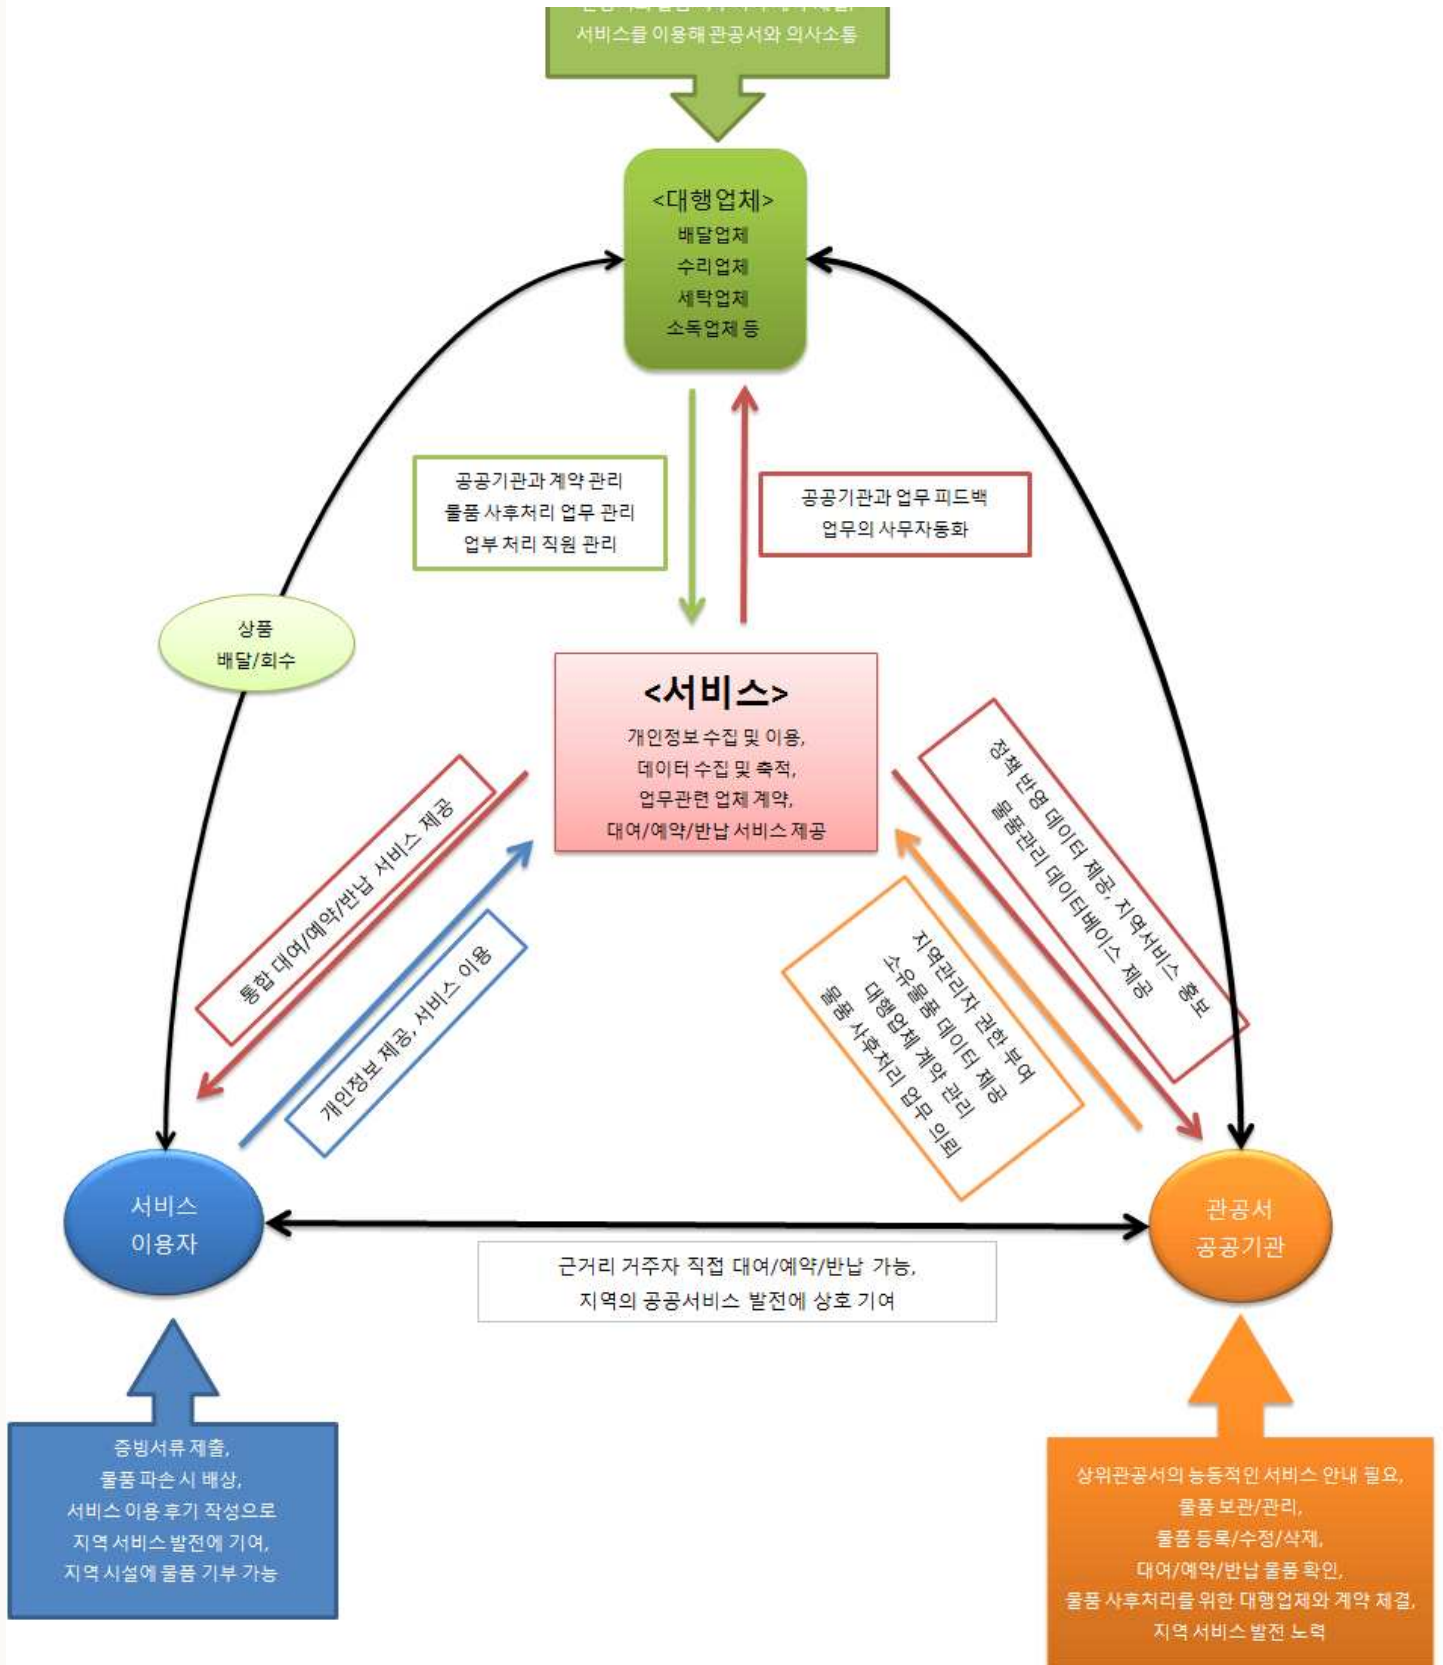 서비스를 이용해 관공서와 의사소통
<대행업체>
배달업체
수리업체
세탁업체
소독업체 등
공공기관과 계약 관리
물품 사후처리 업무 관리
업부 처리 직원 관리
공공기관과 업무 피드백
업무의 사무자동화
상품
배달/회수
<서비스>
개인정보 수집 및 이용,
데이터 수집 및 축적,
업무관련 업체 계약,
대여/예약/반납 서비스 제공
통합 대여/예약/반납 서비스 제공
개인정보 제공, 서비스 이용
정책 반영 데이터 제공, 지역서비스 홍보
물품관리 데이터베이스 제공
지역관리자 권한 부여
소유물품 데이터 제공
대행업체 계약 관리
물품 사후처리 업무 의뢰
서비스
이용자
관공서
공공기관
근거리 거주자 직접 대여/예약/반납 가능,
지역의 공공서비스 발전에 상호 기여
증빙서류 제출,
물품 파손 시 배상,
서비스 이용 후기 작성으로
지역 서비스 발전에 기여,
지역 시설에 물품 기부 가능
상위관공서의 능동적인 서비스 안내 필요,
물품 보관/관리,
물품 등록/수정/삭제,
대여/예약/반납 물품 확인,
물품 사후처리를 위한 대행업체와 계약 체결,
지역 서비스 발전 노력